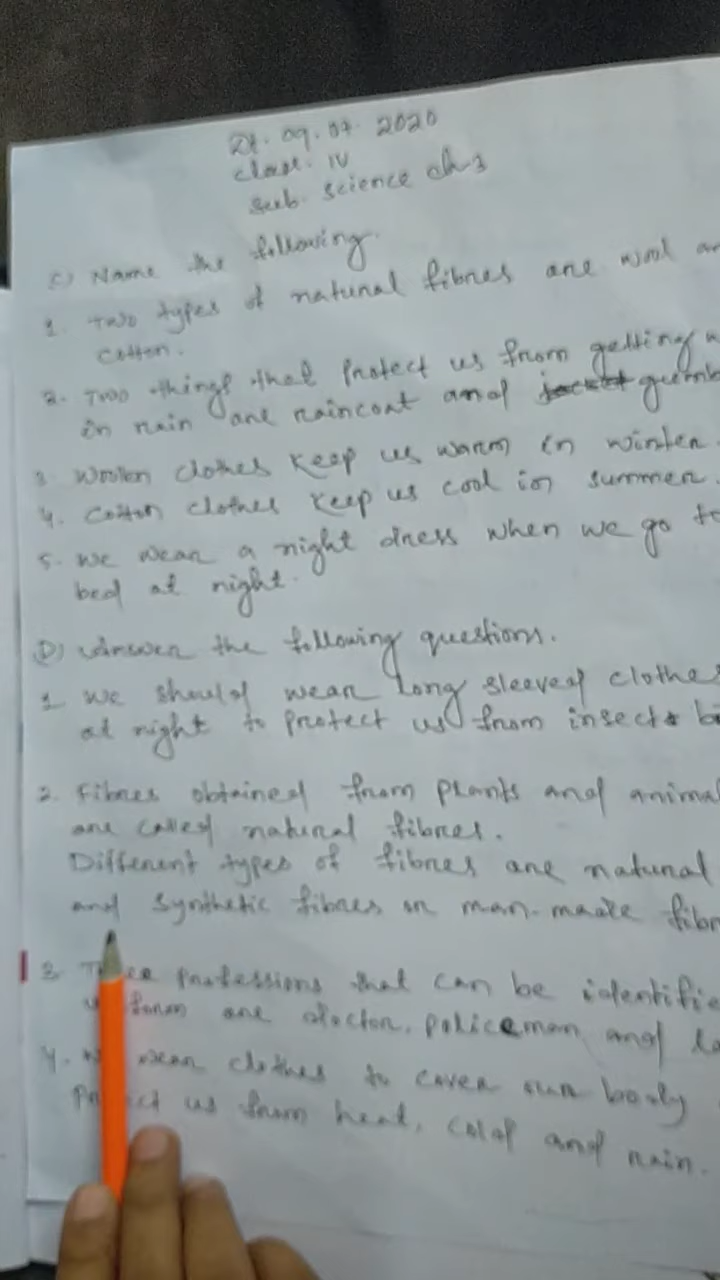 Dt. 09.07.2020
Class. IV
Sub. Science ch 3
C) Name the following.
1. Two types of natural fibres are wool
cotton.
2. Two things that protect us from getting
in rain are raincoat and
3. Woolen clothes keep us warm in winter.
4. Cotton clothes keep us cool in summer.
5. We wear a night dress when we go to
bed at night.
D) Answer the following questions.
1. We should wear long sleeved clothes
at night to protect us from insects
2. Fibres obtained from plants and animal
are called natural fibres.
Different types of fibres are natural
and synthetic fibres or man-made
3. professions that can be
are doctor, policeman, and
4. wear clothes to cover our body
us from heat, cold and rain.